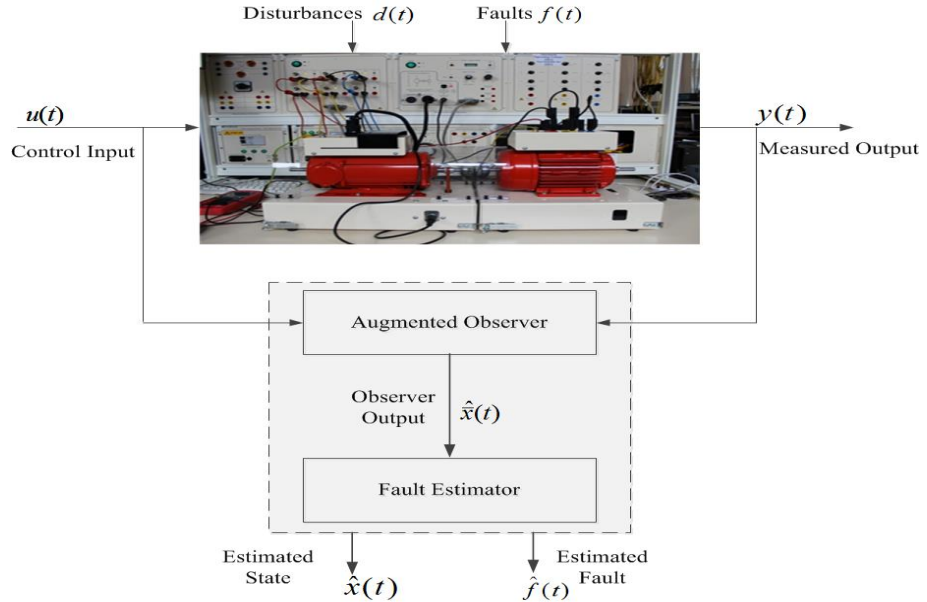 Disturbances d(t)
Faults f(t)
u(t)
Control Input
y(t)
Measured Output
Augmented Observer
Observer
Output
x̄̂(t)
Fault Estimator
Estimated
State
x̂(t)
f̂(t)
Estimated
Fault